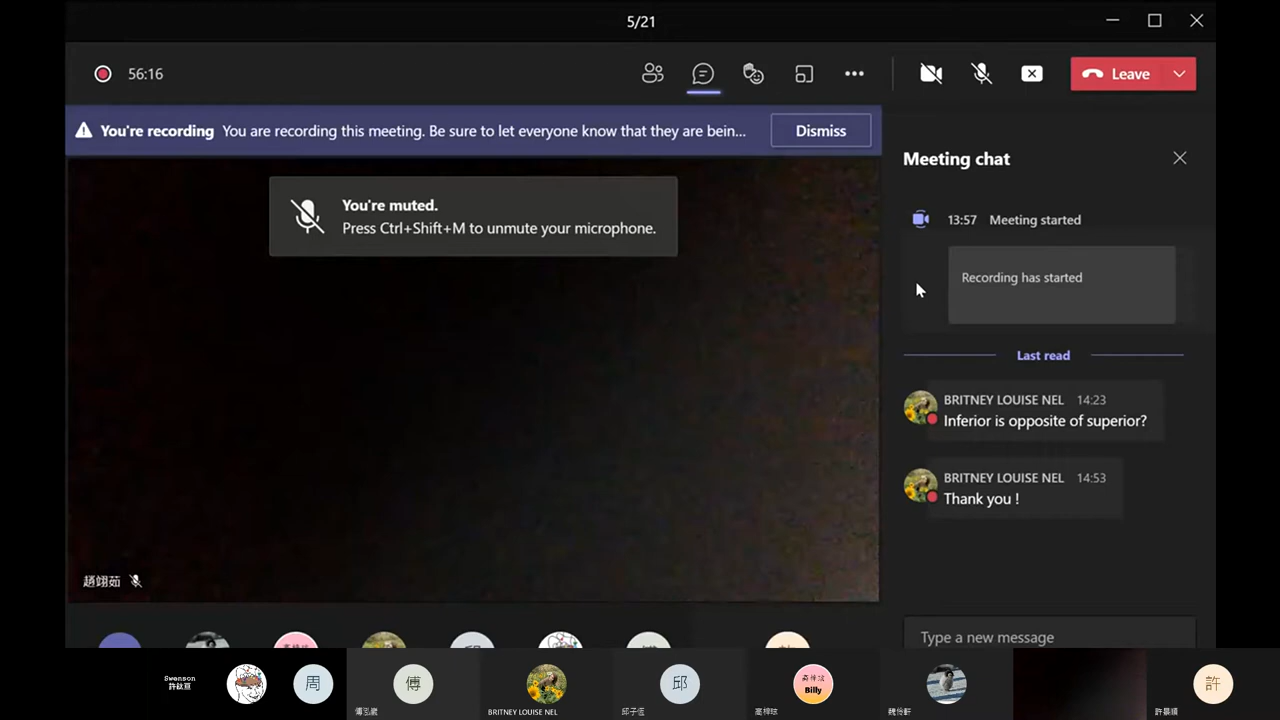 5/21
56:16
Leave
You're recording You are recording this meeting. Be sure to let everyone know that they are bein...
Dismiss
You're muted.
Press Ctrl+Shift+M to unmute your microphone.
Meeting chat
13:57 Meeting started
Recording has started
Last read
BRITNEY LOUISE NEL 14:23
Inferior is opposite of superior?
BRITNEY LOUISE NEL 14:53
Thank you !
趙翊茹
Type a new message
Swenson
周
傅
BRITNEY LOUISE NEL
邱
Billy
許